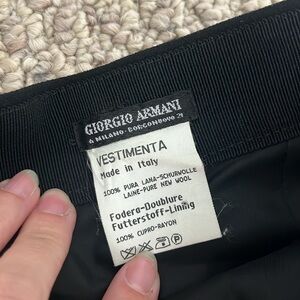 GIORGIO ARMANI
A MILANO. BORGONUOVO 21
VESTIMENTA
Made in Italy
100% PURA LANA-SCHURWOLLE
LAINE-PURE NEW WOOL
Fodera-Doublure
Futterstoff-Lining
100% CUPRO-RAYON
P